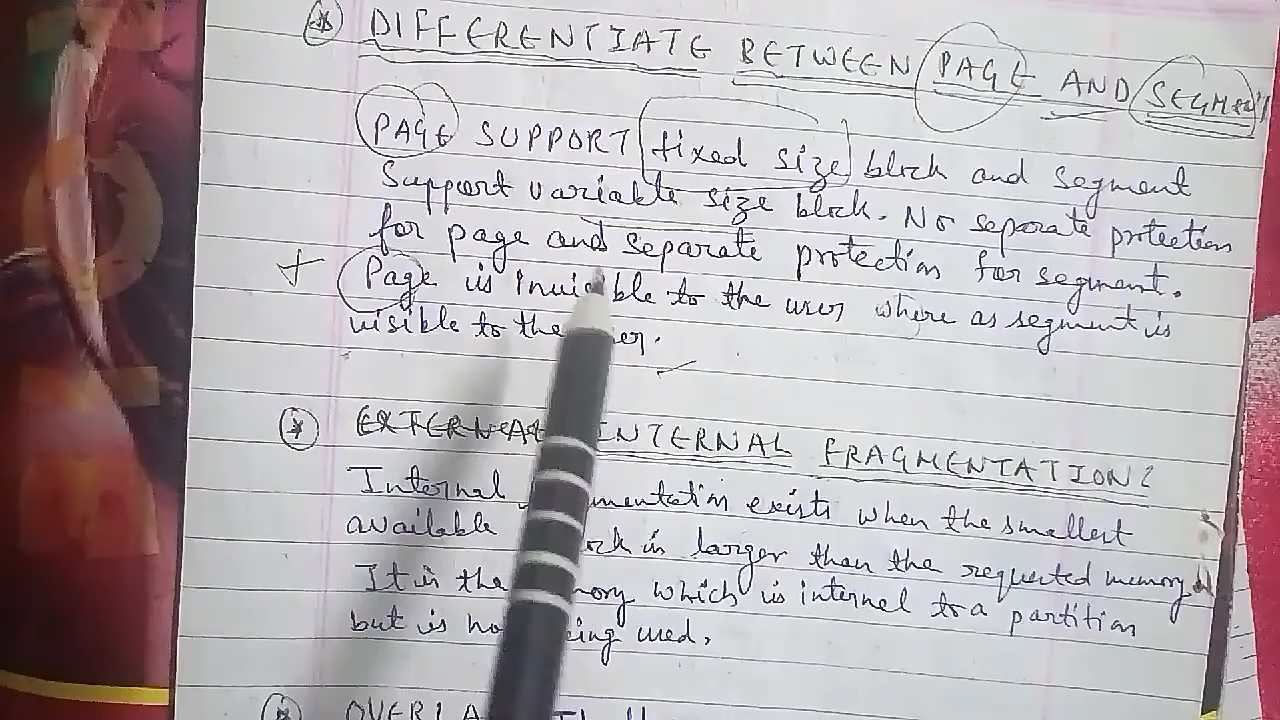 DIFFERENTIATE BETWEEN PAGE AND SEGMENT
PAGE SUPPORT fixed size block and segment
Support variable size block. No separate protection
for page and separate protection for segment.
Page is to the user where as segment is
visible to the
INTERNAL FRAGMENTATION?
Internal exists when the smallest
available is larger than the requested memory
It is the which is internal to a partition
but is used.